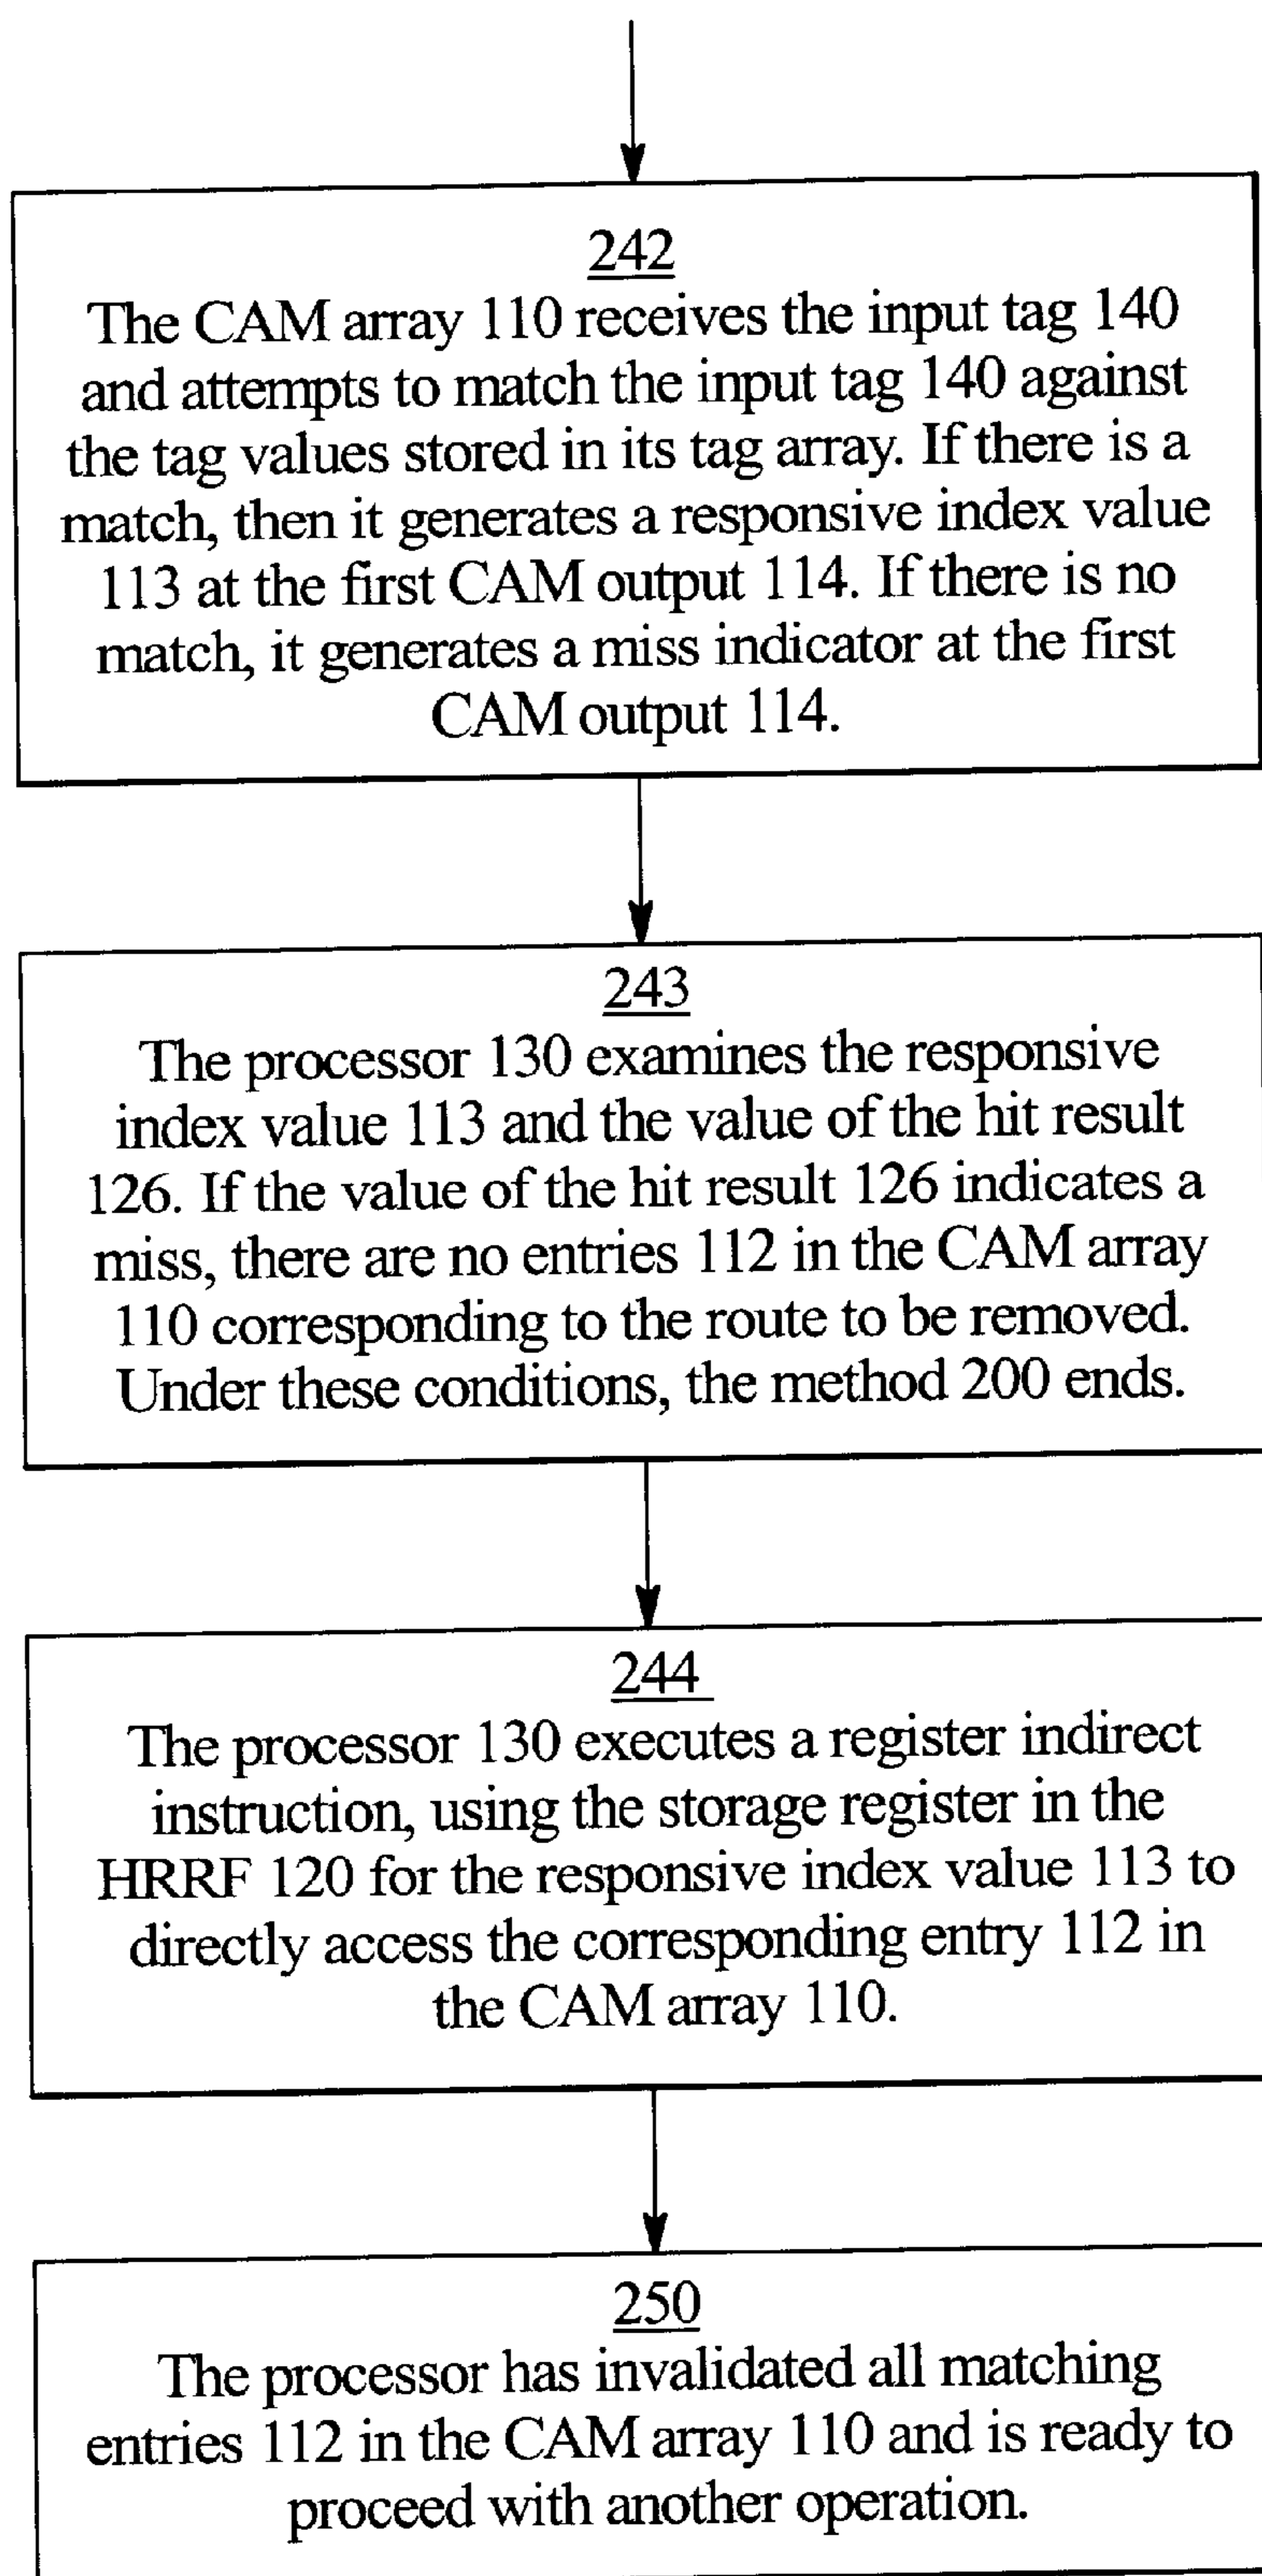 242
The CAM array 110 receives the input tag 140
and attempts to match the input tag 140 against
the tag values stored in its tag array. If there is a
match, then it generates a responsive index value
113 at the first CAM output 114. If there is no
match, it generates a miss indicator at the first
CAM output 114.
243
The processor 130 examines the responsive
index value 113 and the value of the hit result
126. If the value of the hit result 126 indicates a
miss, there are no entries 112 in the CAM array
110 corresponding to the route to be removed.
Under these conditions, the method 200 ends.
244
The processor 130 executes a register indirect
instruction, using the storage register in the
HRRF 120 for the responsive index value 113 to
directly access the corresponding entry 112 in
the CAM array 110.
250
The processor has invalidated all matching
entries 112 in the CAM array 110 and is ready to
proceed with another operation.